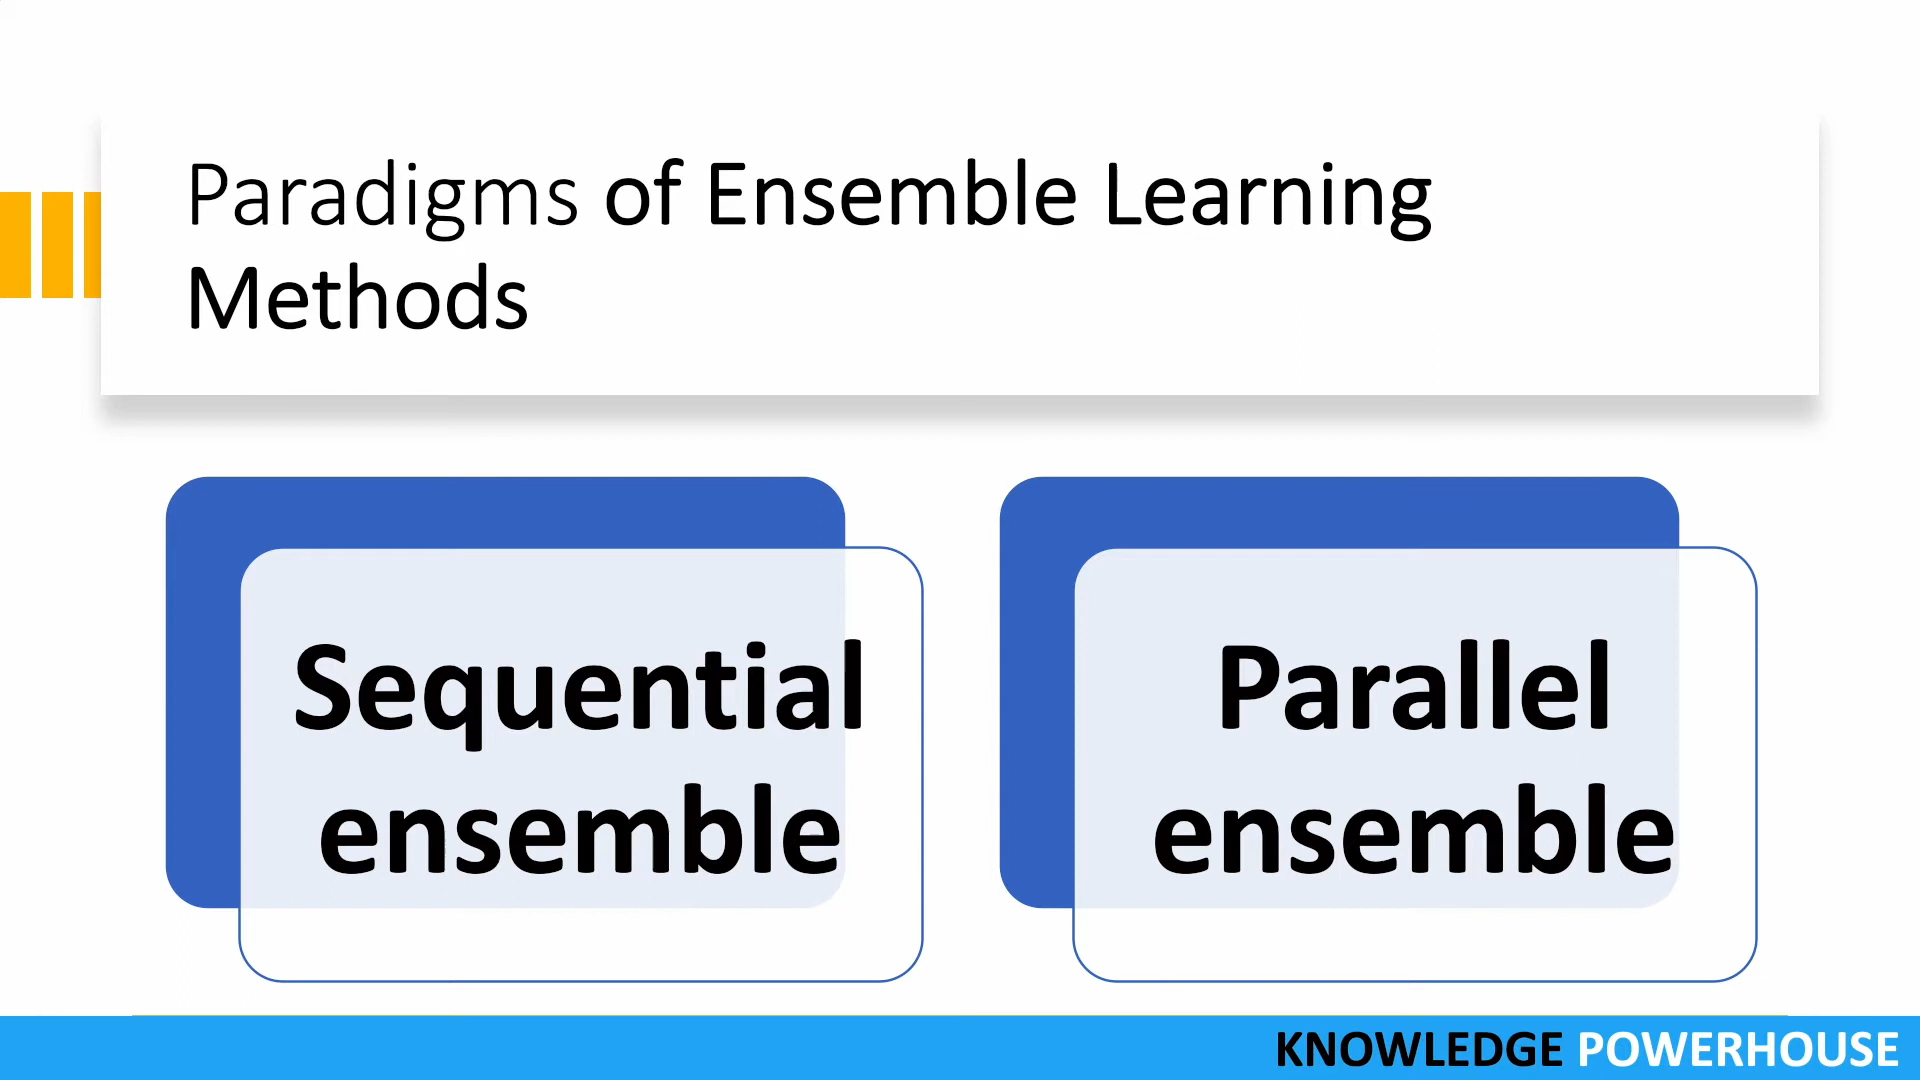 Paradigms of Ensemble Learning
Methods
Sequential
ensemble
Parallel
ensemble
KNOWLEDGE POWERHOUSE